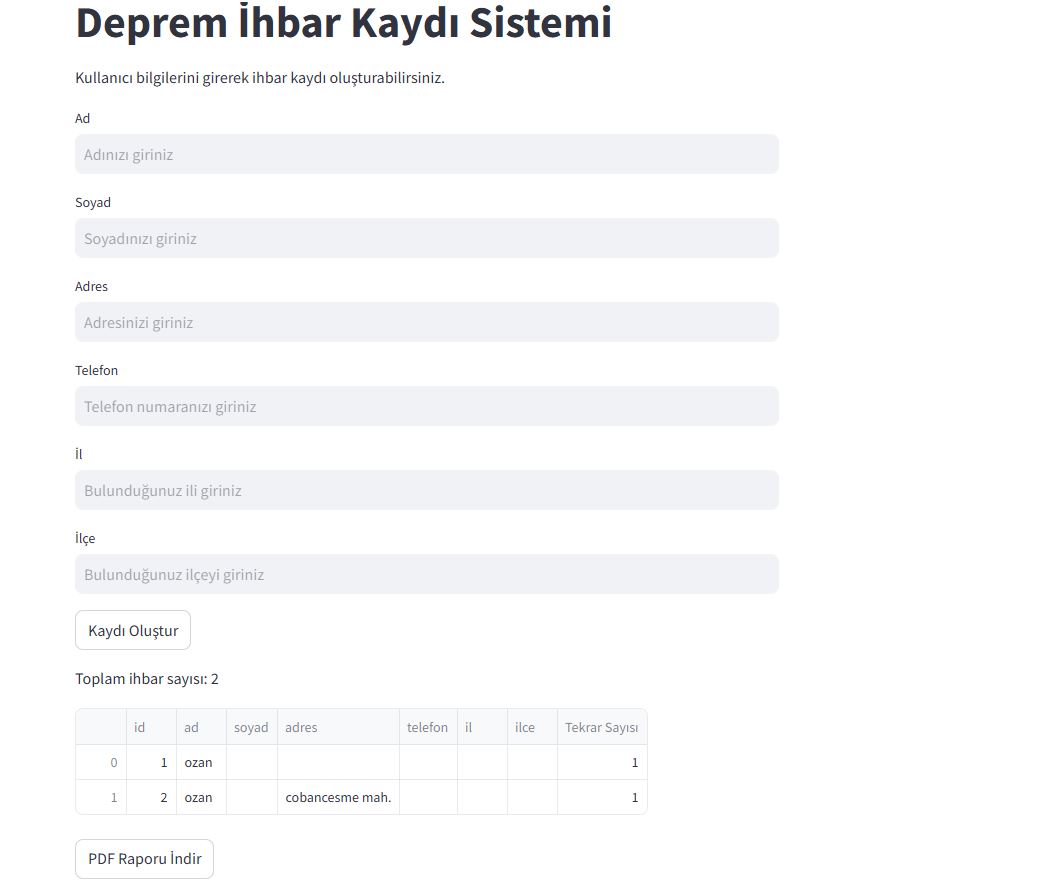 Deprem İhbar Kaydı Sistemi
Kullanıcı bilgilerini girerek ihbar kaydı oluşturabilirsiniz.
Ad
Adınızı giriniz
Soyad
Soyadınızı giriniz
Adres
Adresinizi giriniz
Telefon
Telefon numaranızı giriniz
İl
Bulunduğunuz ili giriniz
İlçe
Bulunduğunuz ilçeyi giriniz
Kaydı Oluştur
Toplam ihbar sayısı: 2
id ad soyad adres telefon il ilce Tekrar Sayısı
0 1 ozan 1
1 2 ozan cobancesme mah. 1
PDF Raporu İndir